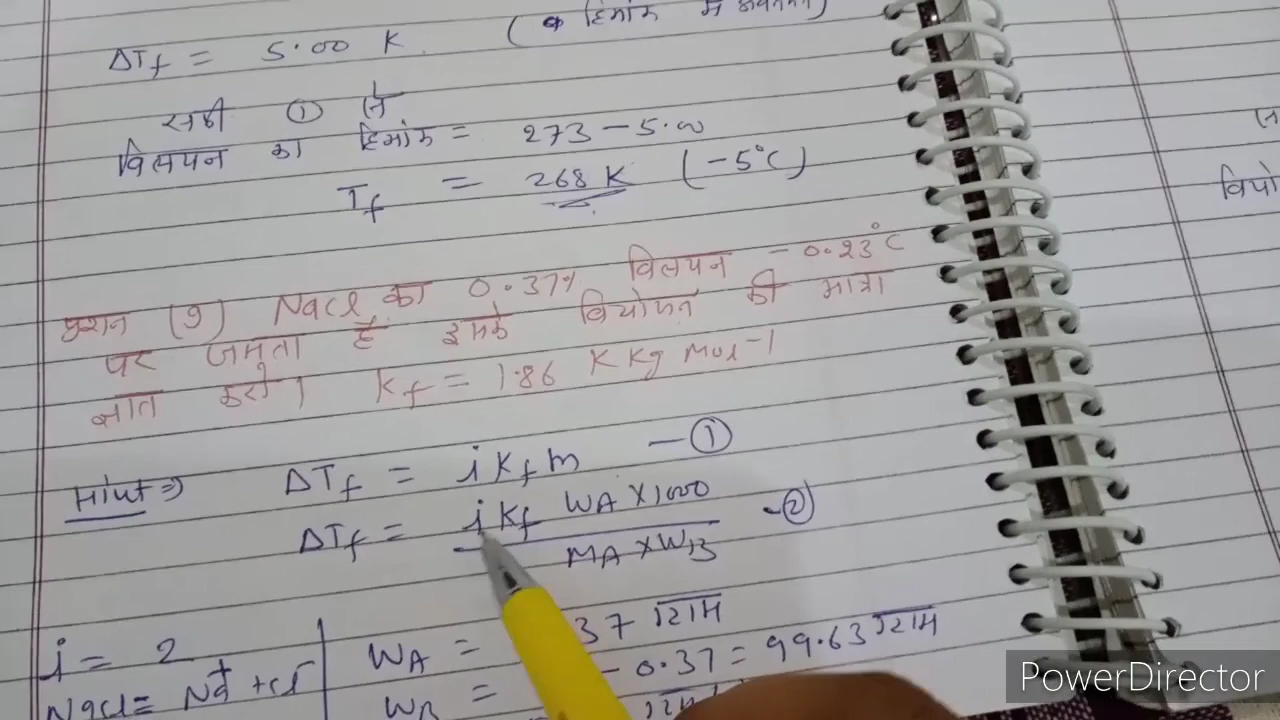 ΔTf = 5.00 K (
सभी ① से
विलयन का हिमांक = 273 – 5.00
Tf = 268 K (-5°C)
प्रश्न (9) NaCl का 0.37% विलयन - 0.23°C
पर जमता है इसके वियोजन की मात्रा
ज्ञात करो। Kf = 1.86 K Kg mol-1
Hint ⇒ ΔTf = i Kf m —①
ΔTf = i Kf WA X 1000 / MA X WB -②
i = 2
NaCl = Na+ + Cl-
WA = 37 ग्राम
WB = - 0.37 = 99.63 ग्राम
स
वियो
PowerDirector